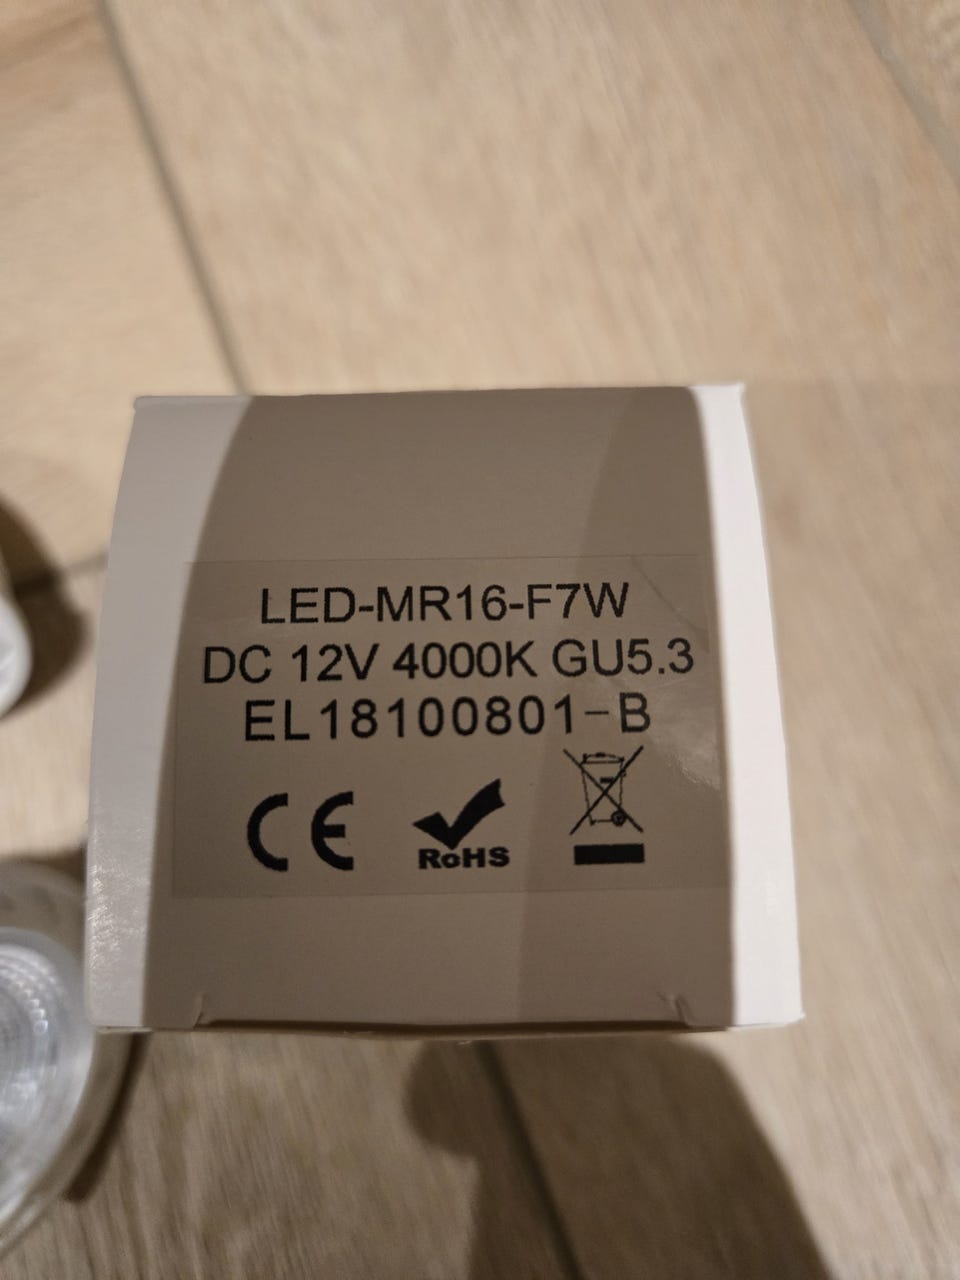 LED-MR16-F7W
DC 12V 4000K GU5.3
EL18100801-B
CE RoHS